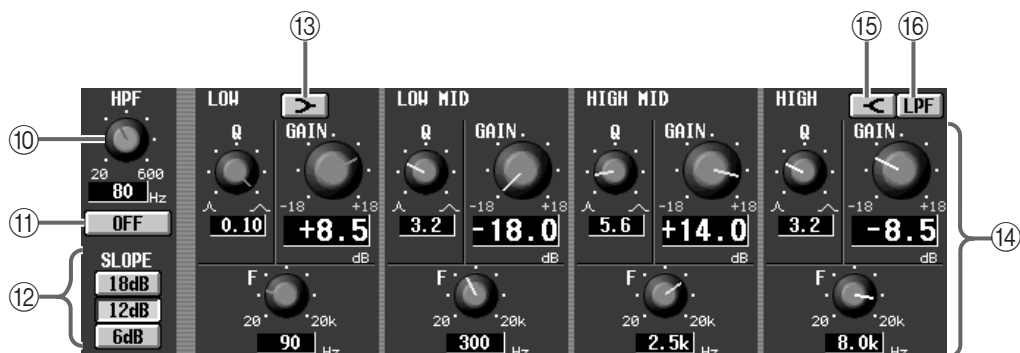 ⑬ ⑮ ⑯
HPF LOW LOW MID HIGH MID HIGH LPF
⑩ Q GAIN. Q GAIN. Q GAIN. Q GAIN.
20 600
80 Hz
-18 +18 -18 +18 -18 +18 -18 +18
⑪ OFF 0.10 +8.5 3.2 -18.0 5.6 +14.0 3.2 -8.5 ⑭
dB dB dB dB
SLOPE F F F F
⑫ 18dB
12dB
20 20k 20 20k 20 20k 20 20k
6dB 90 Hz 300 Hz 2.5k Hz 8.0k Hz